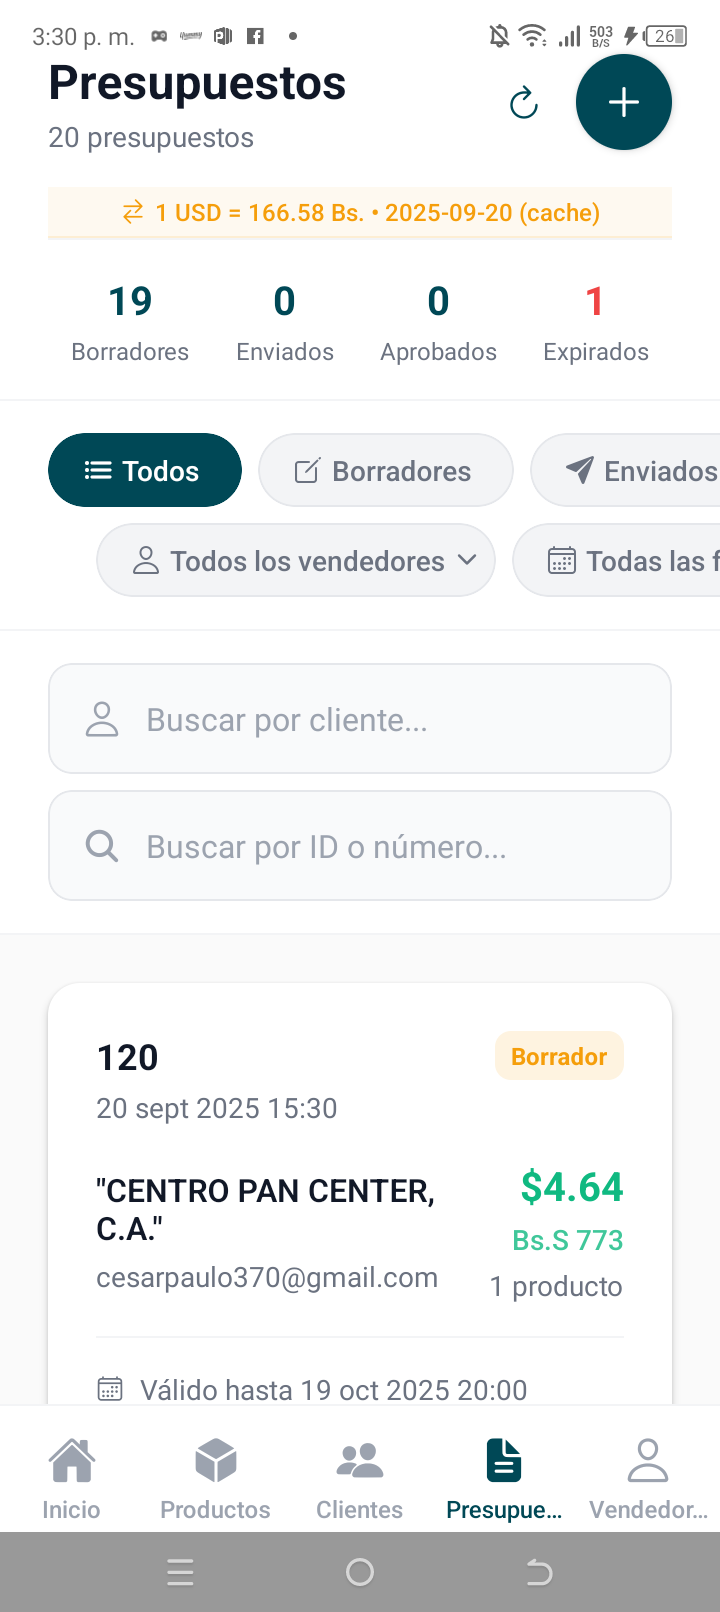 3:30 p. m.
503
B/S
26
Presupuestos
20 presupuestos
1 USD = 166.58 Bs. • 2025-09-20 (cache)
19 0 0 1
Borradores Enviados Aprobados Expirados
Todos Borradores Enviados
Todos los vendedores Todas las f
Buscar por cliente...
Buscar por ID o número...
120 Borrador
20 sept 2025 15:30
"CENTRO PAN CENTER, $4.64
C.A." Bs.S 773
cesarpaulo370@gmail.com 1 producto
Válido hasta 19 oct 2025 20:00
Inicio Productos Clientes Presupue... Vendedor...